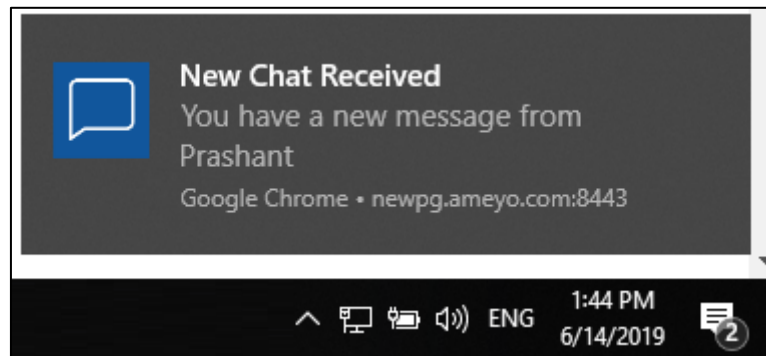 New Chat Received
You have a new message from
Prashant
Google Chrome • newpg.ameyo.com:8443
ENG
1:44 PM
6/14/2019
2